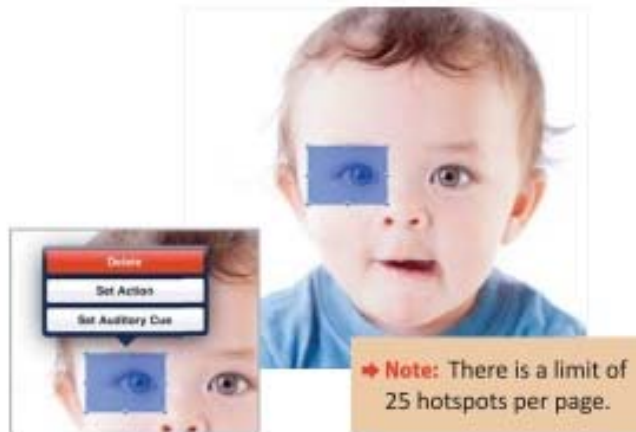 Delete
Set Action
Set Auditory Cue
➜ Note: There is a limit of
25 hotspots per page.